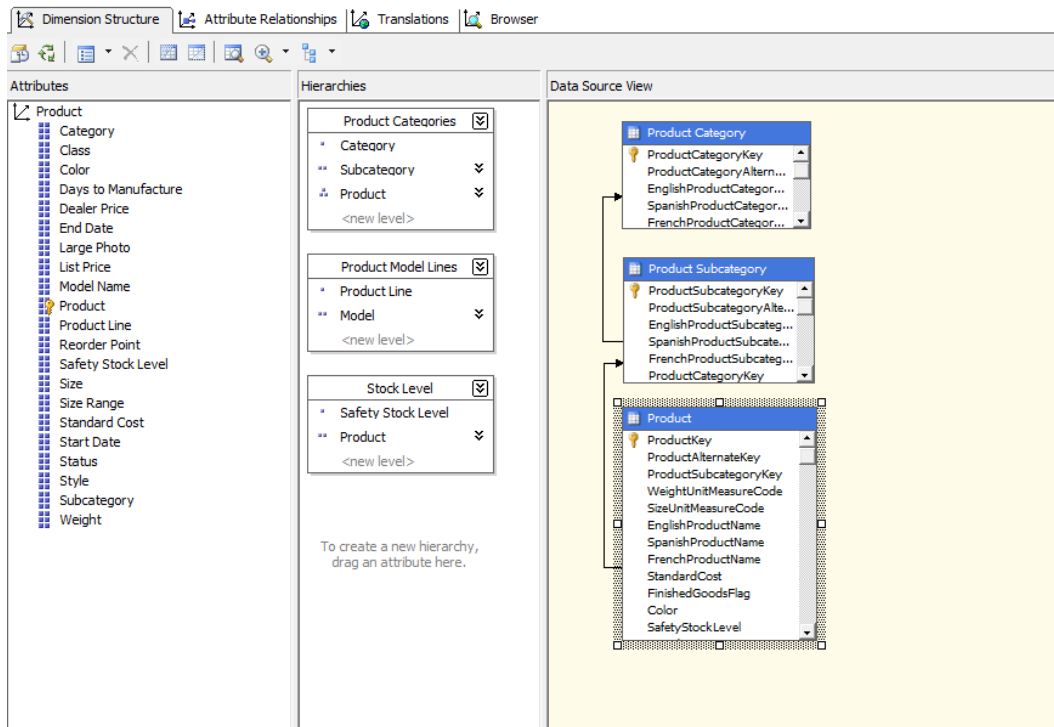 Dimension Structure
Attribute Relationships
Translations
Browser
Attributes
Product
Category
Class
Color
Days to Manufacture
Dealer Price
End Date
Large Photo
List Price
Model Name
Product
Product Line
Reorder Point
Safety Stock Level
Size
Size Range
Standard Cost
Start Date
Status
Style
Subcategory
Weight
Hierarchies
Product Categories
Category
Subcategory
Product
<new level>
Product Model Lines
Product Line
Model
<new level>
Stock Level
Safety Stock Level
Product
<new level>
To create a new hierarchy,
drag an attribute here.
Data Source View
Product Category
ProductCategoryKey
ProductCategoryAltern...
EnglishProductCategor...
SpanishProductCategor...
FrenchProductCategor...
Product Subcategory
ProductSubcategoryKey
ProductSubcategoryAlte...
EnglishProductSubcateg...
SpanishProductSubcate...
FrenchProductSubcateg...
ProductCategoryKey
Product
ProductKey
ProductAlternateKey
ProductSubcategoryKey
WeightUnitMeasureCode
SizeUnitMeasureCode
EnglishProductName
SpanishProductName
FrenchProductName
StandardCost
FinishedGoodsFlag
Color
SafetyStockLevel